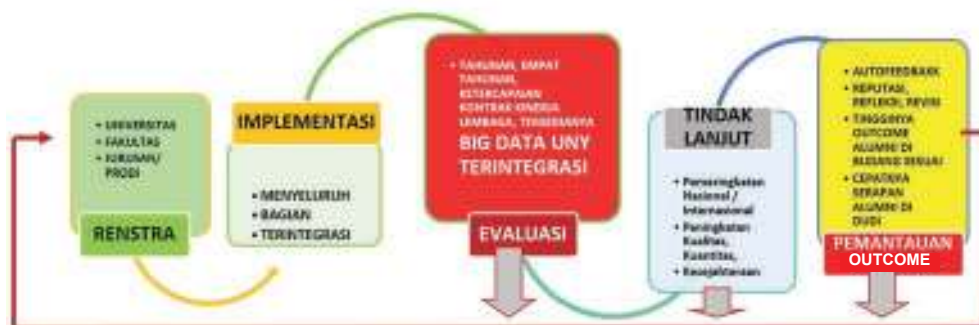 • UNIVERSITAS
• FAKULTAS
• JURUSAN/
PRODI
RENSTRA
IMPLEMENTASI
• MENYELURUH
• BAGIAN
• TERINTEGRASI
• TAHUNAN, EMPAT
TAHUNAN,
KETERCAPAIAN
KONTRAK KINERJA
LEMBAGA, TERSEDIANYA
BIG DATA UNY
TERINTEGRASI
EVALUASI
TINDAK
LANJUT
• Pemeringkatan
Nasional /
Internasional
• Peningkatan
Kualitas,
Kuantitas,
• Kesejahteraan
• AUTOFEEDBACK
• REPUTASI,
REFLEKSI, REVISI
• TINGGINYA
OUTCOME
ALUMNI DI
BIDANG SESUAI
• CEPATNYA
SERAPAN
ALUMNI DI
DUDI
PEMANTAUAN
OUTCOME